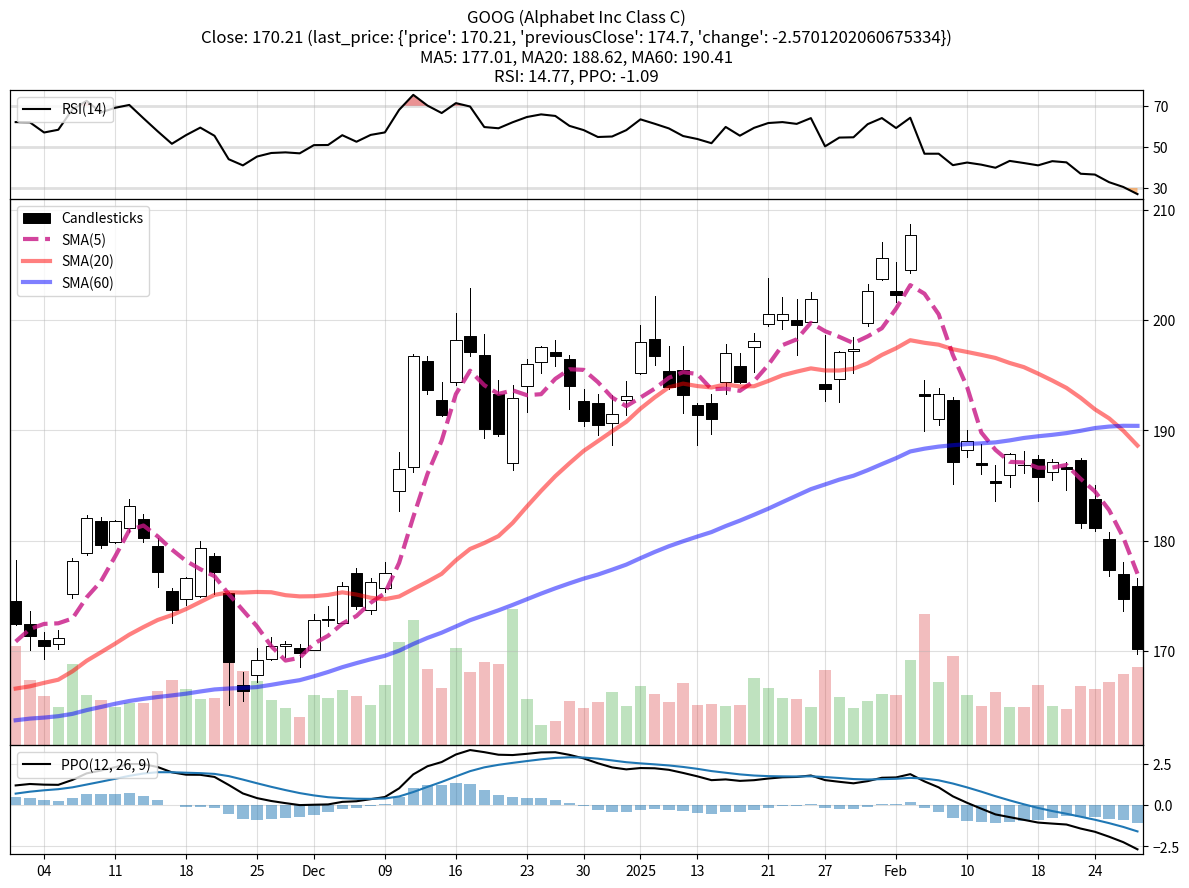 GOOG (Alphabet Inc Class C)
Close: 170.21 (last_price: {'price': 170.21, 'previousClose': 174.7, 'change': -2.5701202060675334})
MA5: 177.01, MA20: 188.62, MA60: 190.41
RSI: 14.77, PPO: -1.09
RSI(14)
70
50
30
Candlesticks
SMA(5)
SMA(20)
SMA(60)
210
200
190
180
170
PPO(12, 26, 9)
2.5
0.0
−2.5
04 11 18 25 Dec 09 16 23 30 2025 13 21 27 Feb 10 18 24